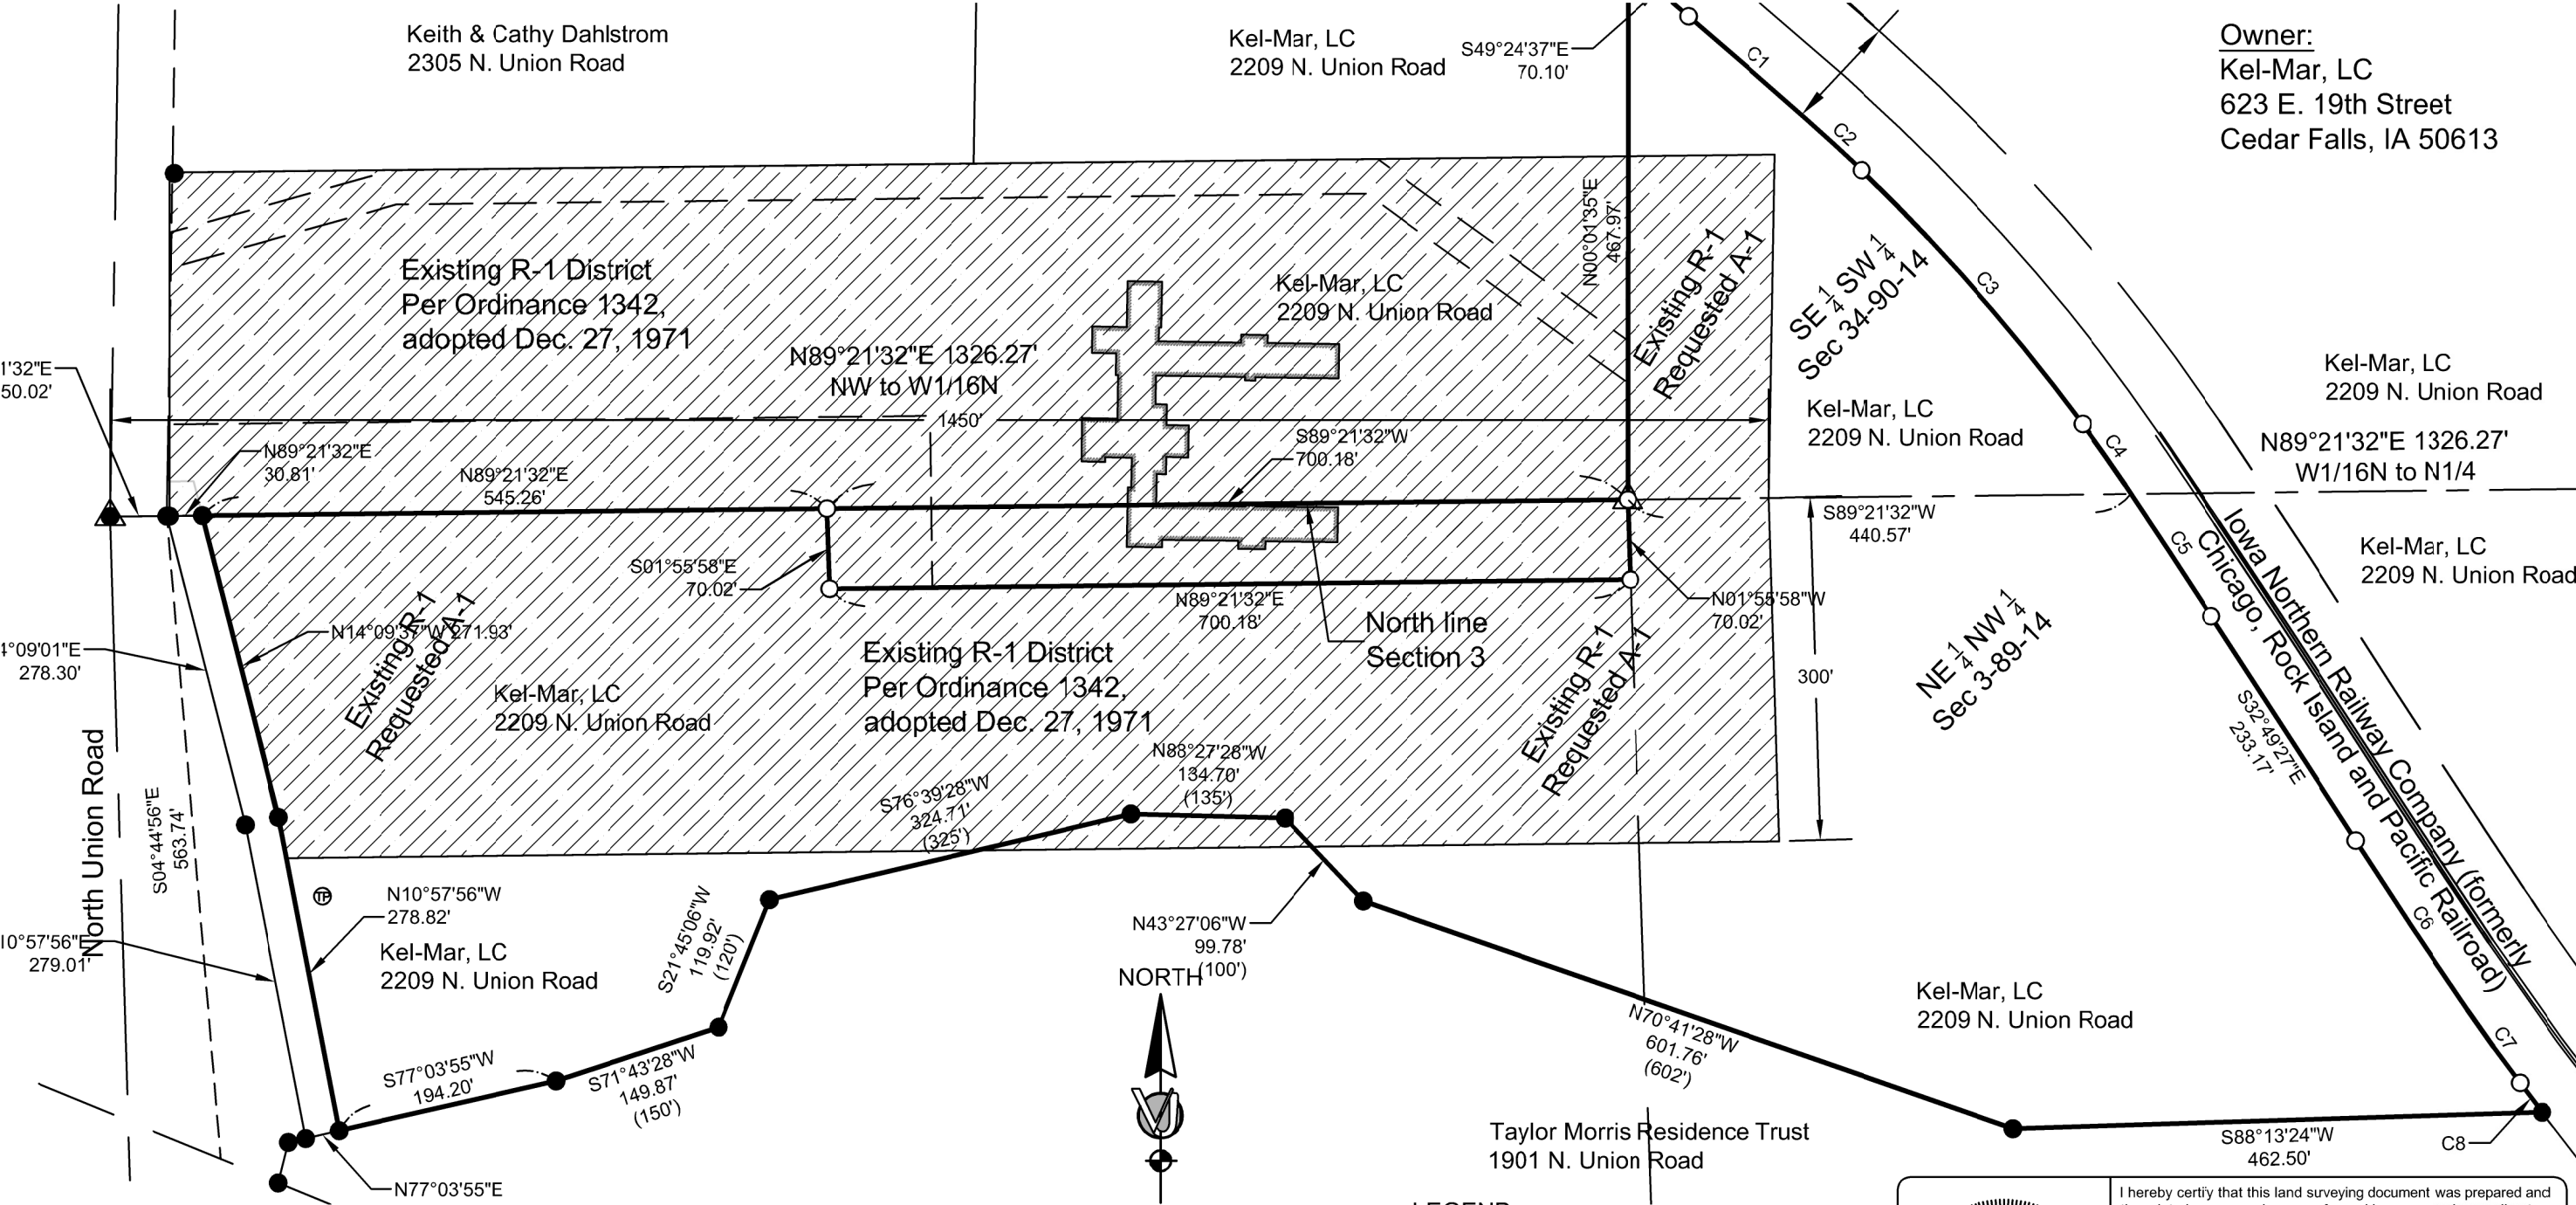 Keith & Cathy Dahlstrom
2305 N. Union Road
Kel-Mar, LC
2209 N. Union Road
S49°24'37"E
70.10'
C1
C2
C3
C4
C5
C6
C7
C8
Owner:
Kel-Mar, LC
623 E. 19th Street
Cedar Falls, IA 50613
Existing R-1 District
Per Ordinance 1342,
adopted Dec. 27, 1971
N89°21'32"E 1326.27'
NW to W1/16N
1450'
Kel-Mar, LC
2209 N. Union Road
N00°01'35"E
467.97'
Existing R-1
Requested A-1
SE 1/4 SW 1/4
Sec 34-90-14
Kel-Mar, LC
2209 N. Union Road
Kel-Mar, LC
2209 N. Union Road
N89°21'32"E 1326.27'
W1/16N to N1/4
1'32"E
50.02'
N89°21'32"E
30.81'
N89°21'32"E
545.26'
S89°21'32"W
700.18'
S89°21'32"W
440.57'
Kel-Mar, LC
2209 N. Union Road
S01°55'58"E
70.02'
N89°21'32"E
700.18'
N01°55'58"W
70.02'
North line
Section 3
N14°09'37"W 271.93'
Existing R-1
Requested A-1
Kel-Mar, LC
2209 N. Union Road
Existing R-1 District
Per Ordinance 1342,
adopted Dec. 27, 1971
Existing R-1
Requested A-1
300'
NE 1/4 NW 1/4
Sec 3-89-14
Iowa Northern Railway Company (formerly
Chicago, Rock Island and Pacific Railroad)
S32°49'27"E
233.17'
4°09'01"E
278.30'
North Union Road
S04°44'56"E
563.74'
S76°39'28"W
324.71'
(325')
N88°27'28"W
134.70'
(135')
TP
N10°57'56"W
278.82'
10°57'56"E
279.01'
Kel-Mar, LC
2209 N. Union Road
S21°45'06"W
119.92'
(120')
N43°27'06"W
99.78'
(100')
NORTH
S77°03'55"W
194.20'
S71°43'28"W
149.87'
(150')
N70°41'28"W
601.76'
(602')
Kel-Mar, LC
2209 N. Union Road
Taylor Morris Residence Trust
1901 N. Union Road
S88°13'24"W
462.50'
N77°03'55"E
LEGEND
I hereby certify that this land surveying document was prepared and